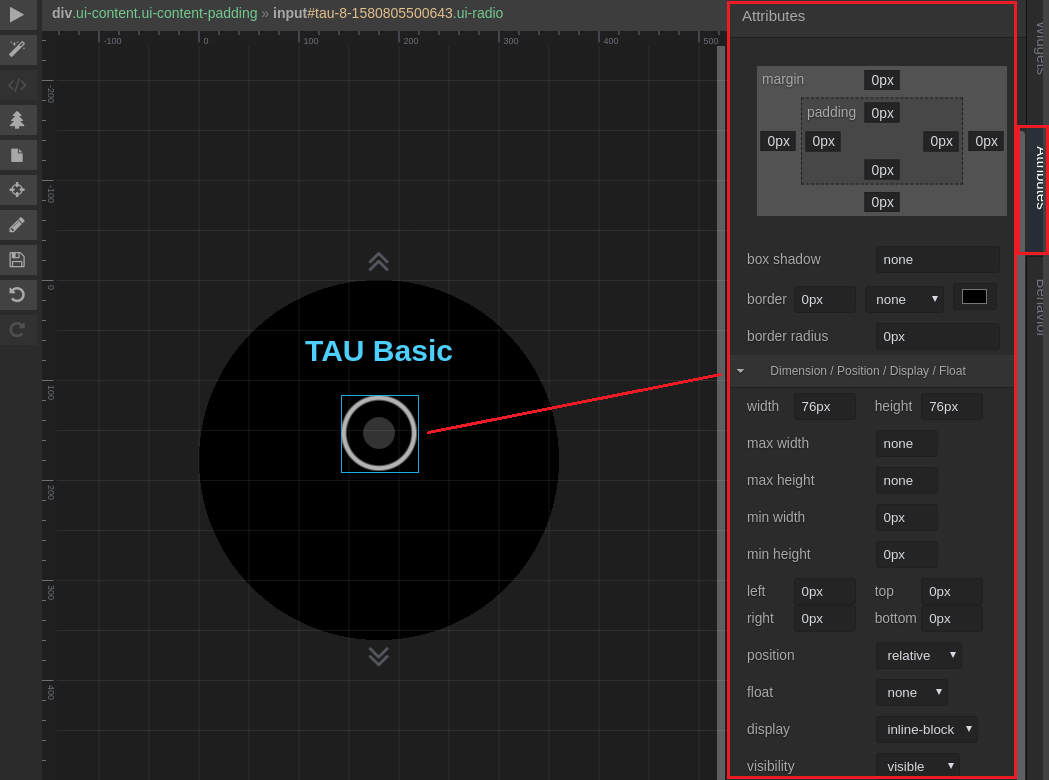 div.ui-content.ui-content-padding » input#tau-8-1580805500643.ui-radio
-100 0 100 200 300 400 500
-200
-100
0
100
200
300
400
TAU Basic
Attributes
margin 0px
padding 0px
0px 0px 0px 0px
0px
0px
box shadow none
border 0px none
border radius 0px
Dimension / Position / Display / Float
width 76px height 76px
max width none
max height none
min width 0px
min height 0px
left 0px top 0px
right 0px bottom 0px
position relative
float none
display inline-block
visibility visible
Widgets
Attributes
Behavior